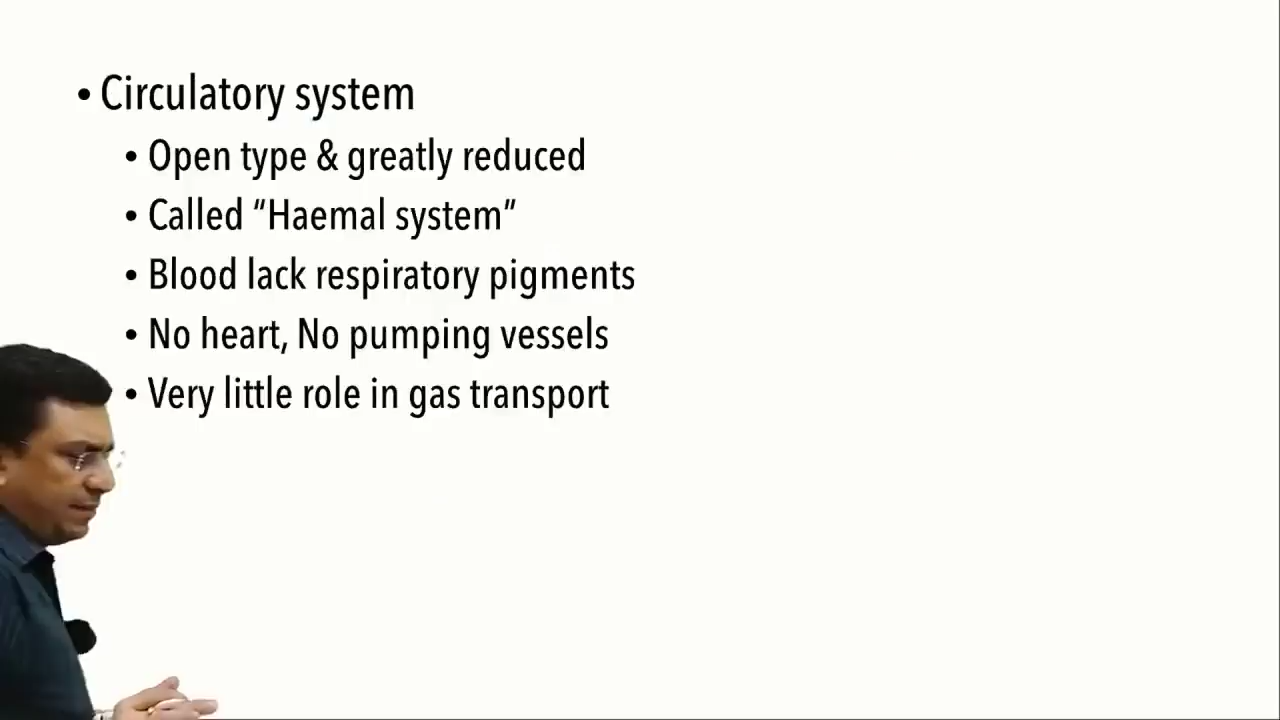 • Circulatory system
• Open type & greatly reduced
• Called “Haemal system”
• Blood lack respiratory pigments
• No heart, No pumping vessels
• Very little role in gas transport